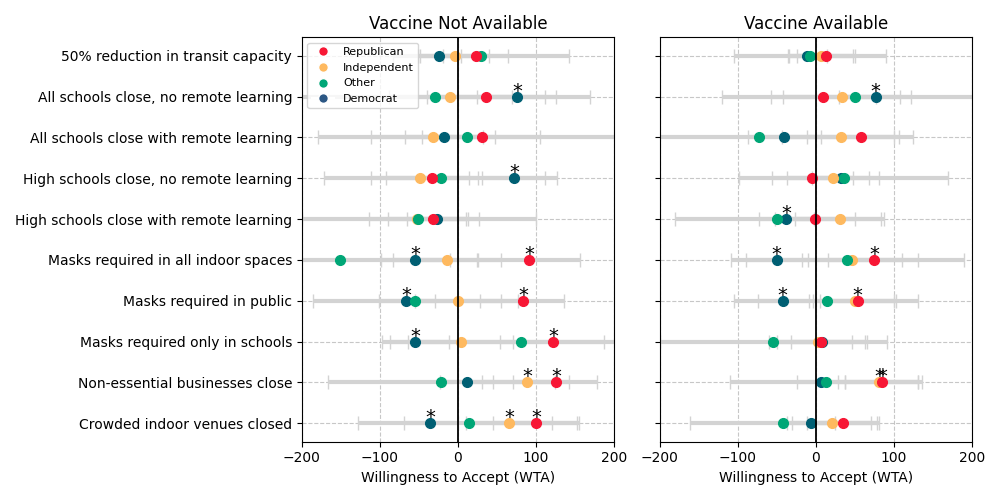 Vaccine Not Available
Vaccine Available
Republican
Independent
Other
Democrat
50% reduction in transit capacity
All schools close, no remote learning
All schools close with remote learning
High schools close, no remote learning
High schools close with remote learning
Masks required in all indoor spaces
Masks required in public
Masks required only in schools
Non-essential businesses close
Crowded indoor venues closed
* *
* *
*
* * * *
* * * *
* *
* * * *
* * *
−200 −100 0 100 200
−200 −100 0 100 200
Willingness to Accept (WTA)
Willingness to Accept (WTA)